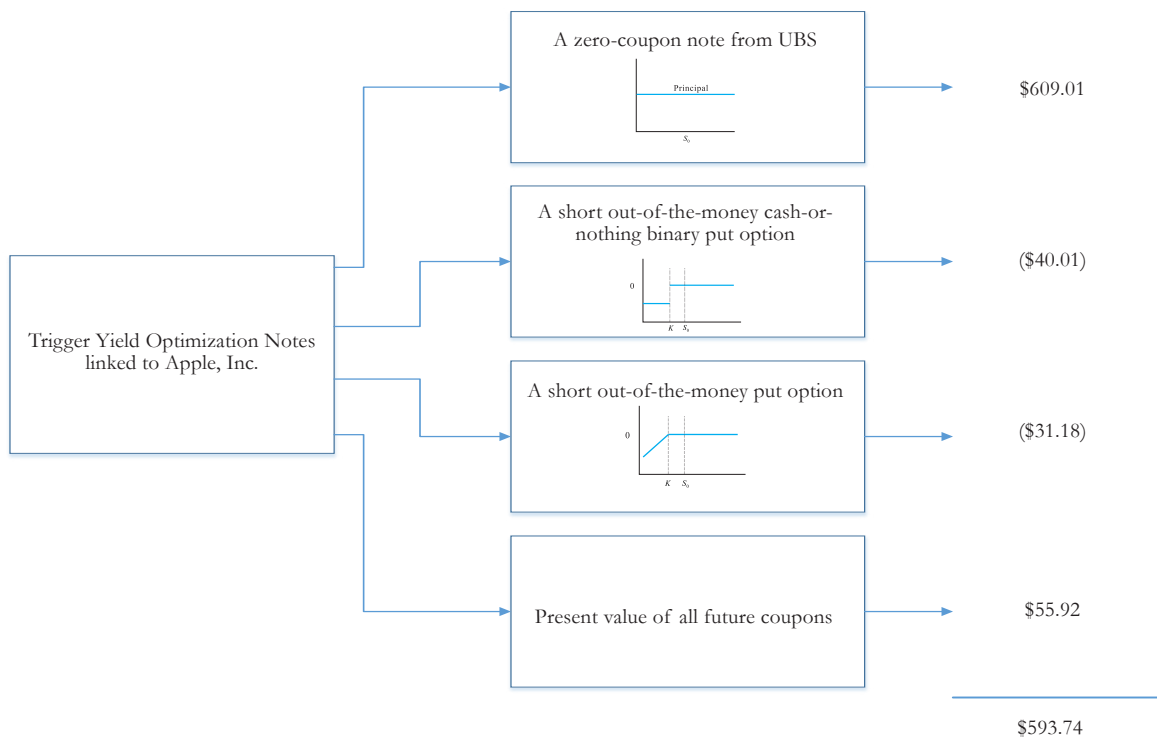 A zero-coupon note from UBS
Principal
S₀
$609.01
A short out-of-the-money cash-or-
nothing binary put option
0
K S₀
($40.01)
Trigger Yield Optimization Notes
linked to Apple, Inc.
A short out-of-the-money put option
0
K S₀
($31.18)
Present value of all future coupons
$55.92
$593.74